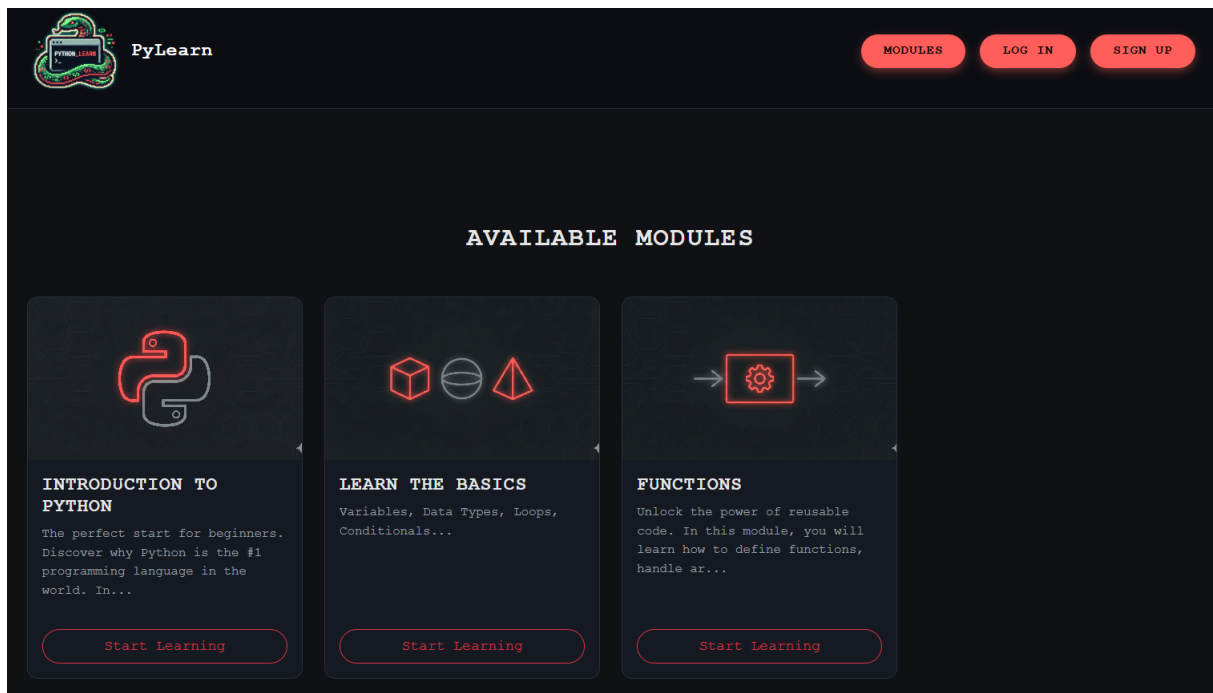 PYTHON_LEARN
>_
PyLearn
MODULES
LOG IN
SIGN UP
AVAILABLE MODULES
INTRODUCTION TO
PYTHON
The perfect start for beginners.
Discover why Python is the #1
programming language in the
world. In...
Start Learning
LEARN THE BASICS
Variables, Data Types, Loops,
Conditionals...
Start Learning
FUNCTIONS
Unlock the power of reusable
code. In this module, you will
learn how to define functions,
handle ar...
Start Learning